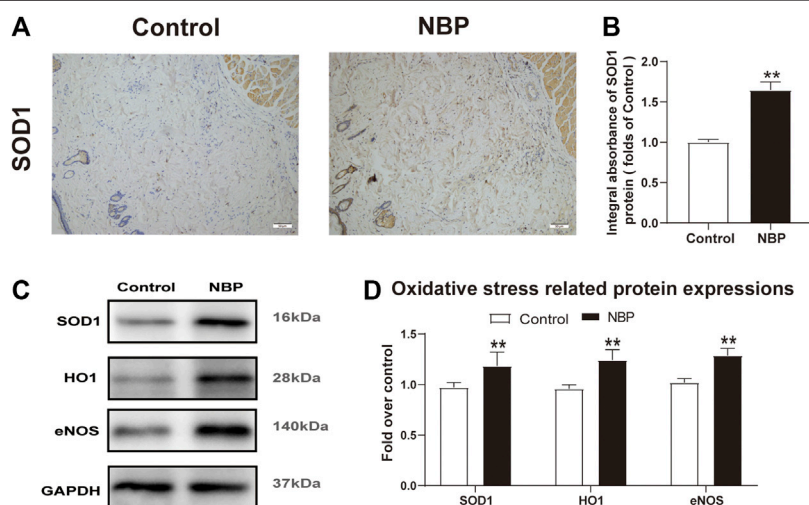 A
Control
NBP
SOD1
B
Integral absorbance of SOD1
protein ( folds of Control )
2.0
1.5
1.0
0.5
0.0
**
Control
NBP
C
Control
NBP
SOD1
16kDa
HO1
28kDa
eNOS
140kDa
GAPDH
37kDa
D
Oxidative stress related protein expressions
Control
NBP
Fold over control
1.5
1.0
0.5
0.0
**
**
**
SOD1
HO1
eNOS